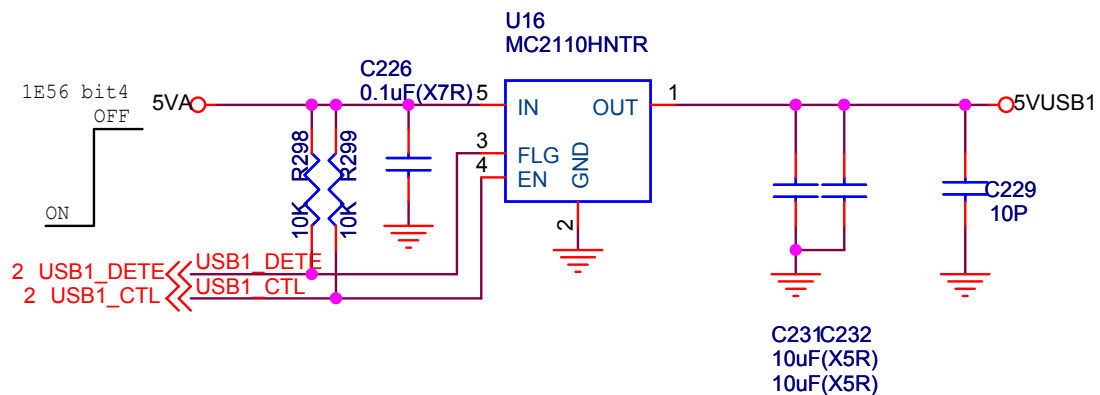 U16
MC2110HNTR
C226
0.1uF(X7R)
1E56 bit4
OFF
ON
5VA
5
IN
OUT
1
5VUSB1
R298
10K
R299
10K
3
FLG
4
EN
GND
2
C229
10P
2 USB1_DETE
USB1_DETE
2 USB1_CTL
USB1_CTL
C231C232
10uF(X5R)
10uF(X5R)